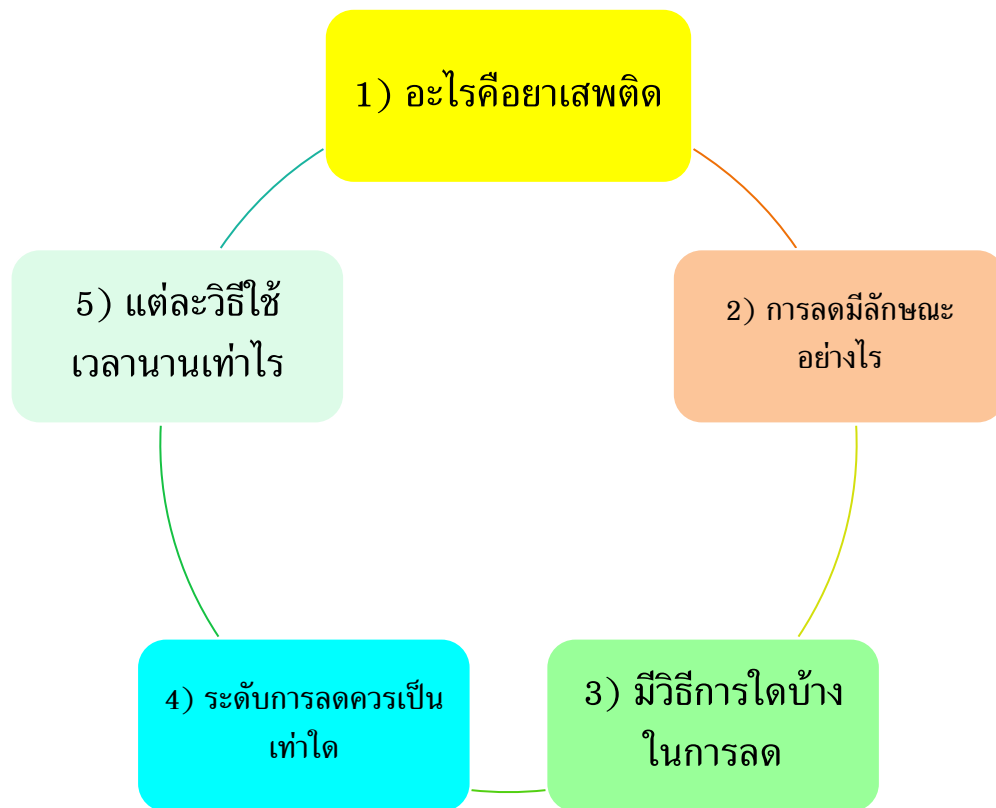 1) อะไรคือยาเสพติด
2) การลดมีลักษณะ
อย่างไร
3) มีวิธีการใดบ้าง
ในการลด
4) ระดับการลดควรเป็น
เท่าใด
5) แต่ละวิธีใช้
เวลานานเท่าไร